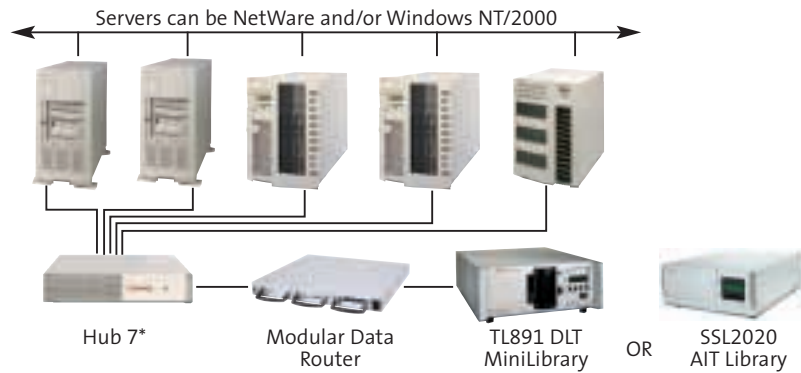 Servers can be NetWare and/or Windows NT/2000
Hub 7*
Modular Data
Router
TL891 DLT
MiniLibrary
OR
SSL2020
AIT Library